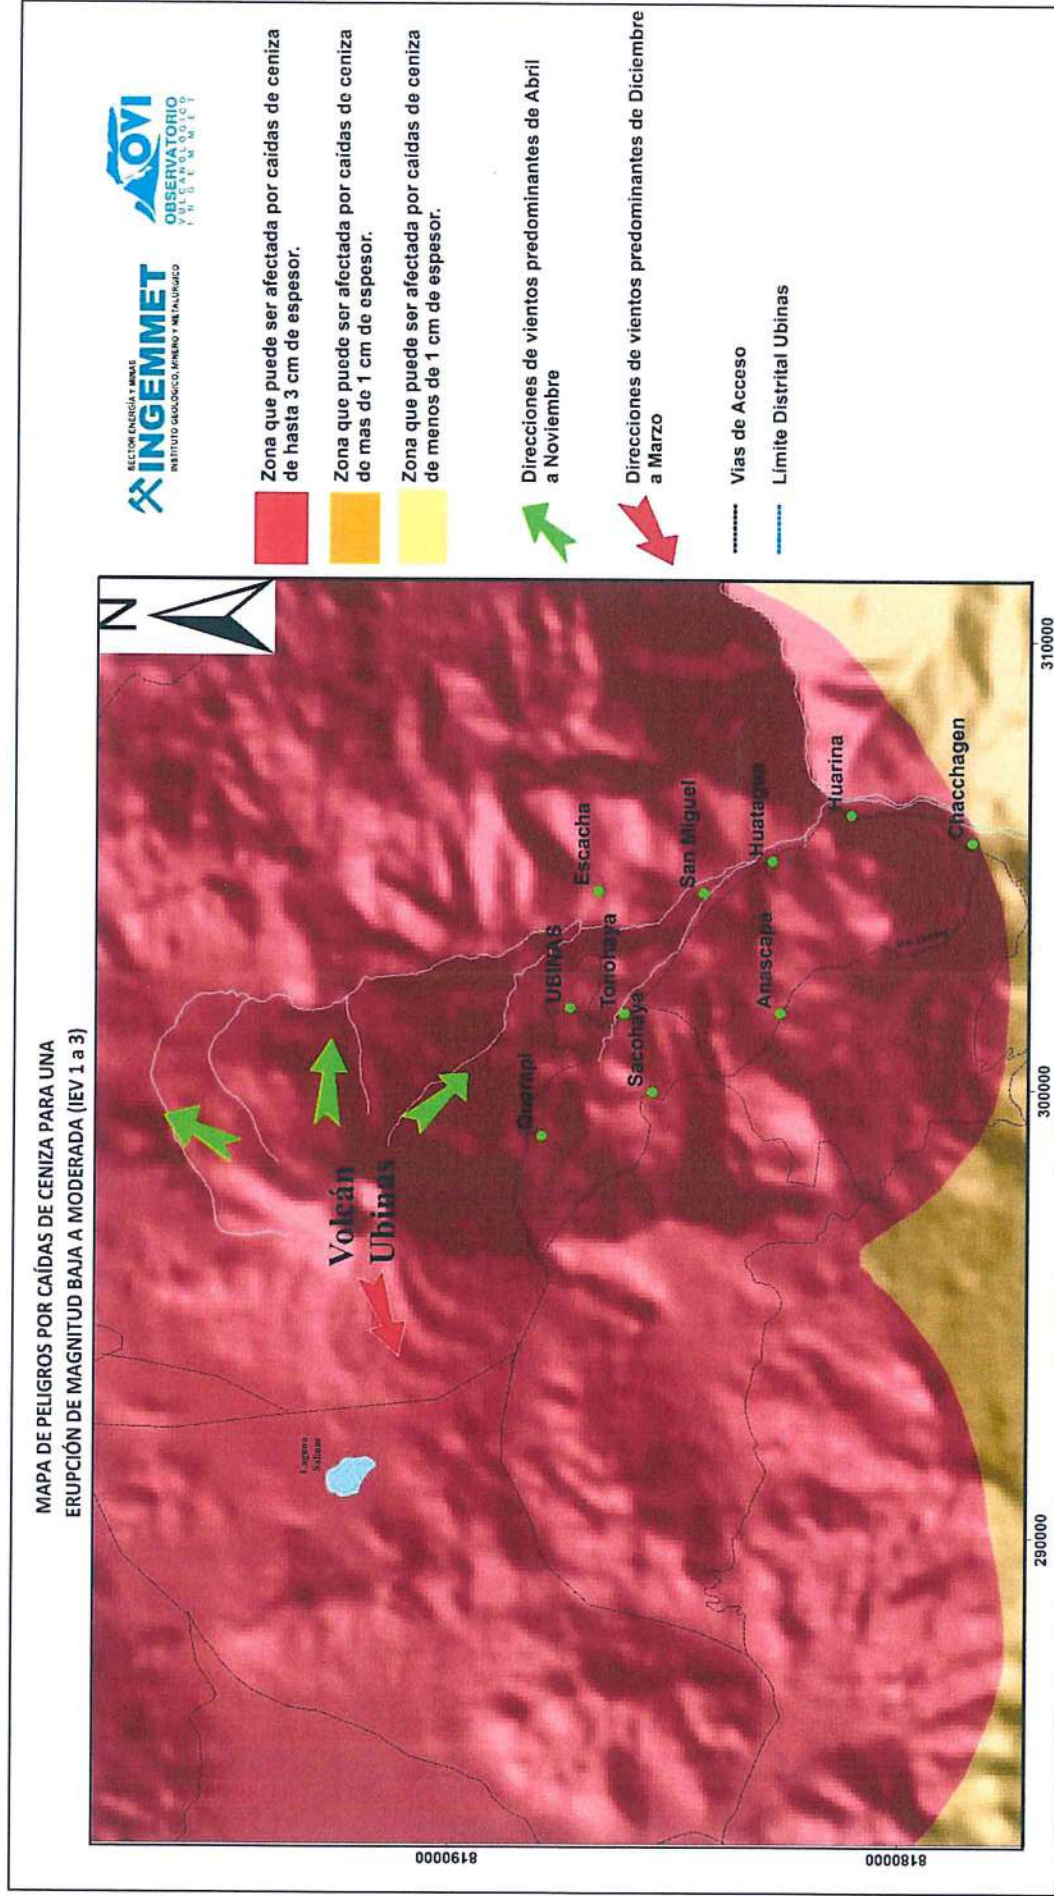 MAPA DE PELIGROS POR CAÍDAS DE CENIZA PARA UNA
ERUPCIÓN DE MAGNITUD BAJA A MODERADA (IEV 1 a 3)
SECTOR ENERGÍA Y MINAS
INGEMMET
INSTITUTO GEOLÓGICO, MINERO Y METALÚRGICO
OVI
OBSERVATORIO
VULCANOLÓGICO
INGEMMET
Zona que puede ser afectada por caídas de ceniza
de hasta 3 cm de espesor.
Zona que puede ser afectada por caídas de ceniza
de mas de 1 cm de espesor.
Zona que puede ser afectada por caídas de ceniza
de menos de 1 cm de espesor.
Direcciones de vientos predominantes de Abril
a Noviembre
Direcciones de vientos predominantes de Diciembre
a Marzo
Vias de Acceso
Límite Distrital Ubinas
N
Laguna
Salinas
Volcán
Ubinas
Querapi
UBINAS
Escacha
Tonohaya
Sacohaya
San Miguel
Huatagua
Anascapa
Huarina
Chacchagen
8190000
8180000
290000
300000
310000